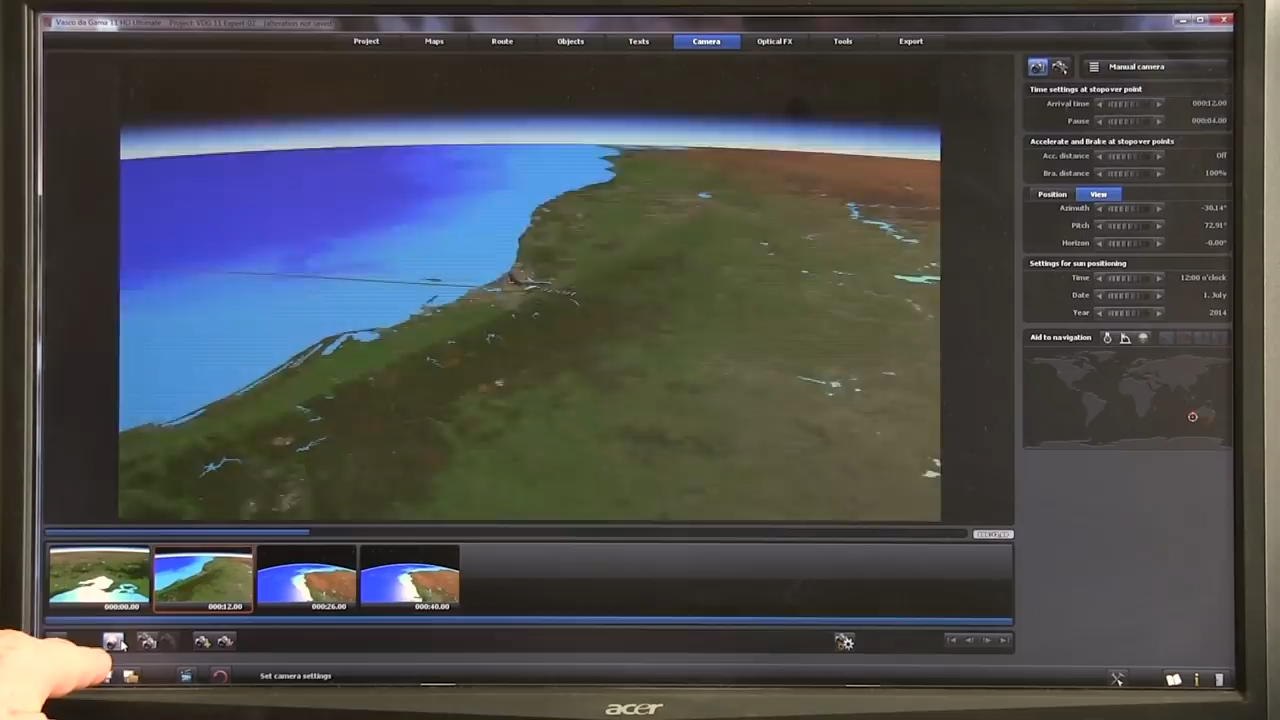 Vasco da Gama 11 HD Ultimate Project: VDG 11 Expert-02 (alteration not saved)
Project Maps Route Objects Texts Camera Optical FX Tools Export
Manual camera
Time settings at stopover point
Arrival time 000:12.00
Pause 000:04.00
Accelerate and Brake at stopover points
Acc. distance Off
Bra. distance 100%
Position View
Azimuth -30.14°
Pitch 72.91°
Horizon -0.00°
Settings for sun positioning
Time 12:00 o'clock
Date 1. July
Year 2014
Aid to navigation
000:00.00 000:12.00 000:26.00 000:40.00
Set camera settings
acer